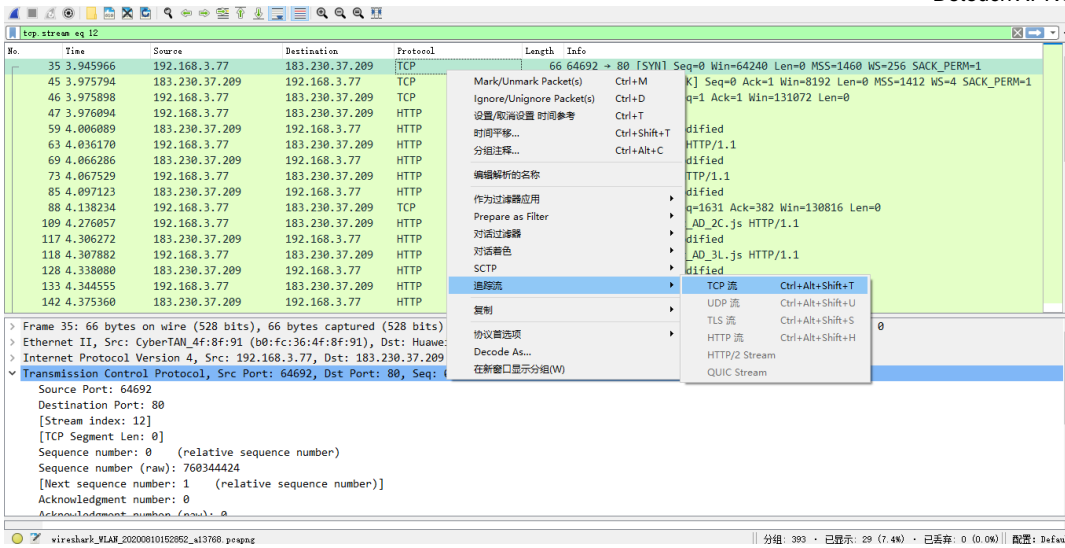 tcp.stream eq 12
No. Time Source Destination Protocol Length Info
35 3.945966 192.168.3.77 183.230.37.209 TCP 66 64692 → 80 [SYN] Seq=0 Win=64240 Len=0 MSS=1460 WS=256 SACK_PERM=1
45 3.975794 183.230.37.209 192.168.3.77 TCP K] Seq=0 Ack=1 Win=8192 Len=0 MSS=1412 WS=4 SACK_PERM=1
46 3.975898 192.168.3.77 183.230.37.209 TCP q=1 Ack=1 Win=131072 Len=0
47 3.976094 192.168.3.77 183.230.37.209 HTTP
59 4.006089 183.230.37.209 192.168.3.77 HTTP dified
63 4.036170 192.168.3.77 183.230.37.209 HTTP HTTP/1.1
69 4.066286 183.230.37.209 192.168.3.77 HTTP dified
73 4.067529 192.168.3.77 183.230.37.209 HTTP TTP/1.1
85 4.097123 183.230.37.209 192.168.3.77 HTTP dified
88 4.138234 192.168.3.77 183.230.37.209 TCP q=1631 Ack=382 Win=130816 Len=0
109 4.276057 192.168.3.77 183.230.37.209 HTTP _AD_2C.js HTTP/1.1
117 4.306272 183.230.37.209 192.168.3.77 HTTP dified
118 4.307882 192.168.3.77 183.230.37.209 HTTP _AD_3L.js HTTP/1.1
128 4.338080 183.230.37.209 192.168.3.77 HTTP dified
133 4.344555 192.168.3.77 183.230.37.209 HTTP
142 4.375360 183.230.37.209 192.168.3.77 HTTP
Mark/Unmark Packet(s) Ctrl+M
Ignore/Unignore Packet(s) Ctrl+D
设置/取消设置 时间参考 Ctrl+T
时间平移... Ctrl+Shift+T
分组注释... Ctrl+Alt+C
编辑解析的名称
作为过滤器应用
Prepare as Filter
对话过滤器
对话着色
SCTP
追踪流
复制
协议首选项
Decode As...
在新窗口显示分组(W)
TCP 流 Ctrl+Alt+Shift+T
UDP 流 Ctrl+Alt+Shift+U
TLS 流 Ctrl+Alt+Shift+S
HTTP 流 Ctrl+Alt+Shift+H
HTTP/2 Stream
QUIC Stream
Frame 35: 66 bytes on wire (528 bits), 66 bytes captured (528 bits) 0
Ethernet II, Src: CyberTAN_4f:8f:91 (b0:fc:36:4f:8f:91), Dst: Huawe
Internet Protocol Version 4, Src: 192.168.3.77, Dst: 183.230.37.209
Transmission Control Protocol, Src Port: 64692, Dst Port: 80, Seq:
Source Port: 64692
Destination Port: 80
[Stream index: 12]
[TCP Segment Len: 0]
Sequence number: 0 (relative sequence number)
Sequence number (raw): 760344424
[Next sequence number: 1 (relative sequence number)]
Acknowledgment number: 0
Acknowledgment number (raw): 0
wireshark_WLAN_20200810152852_a13768.pcapng 分组: 393 · 已显示: 29 (7.4%) · 已丢弃: 0 (0.0%) 配置: Defau